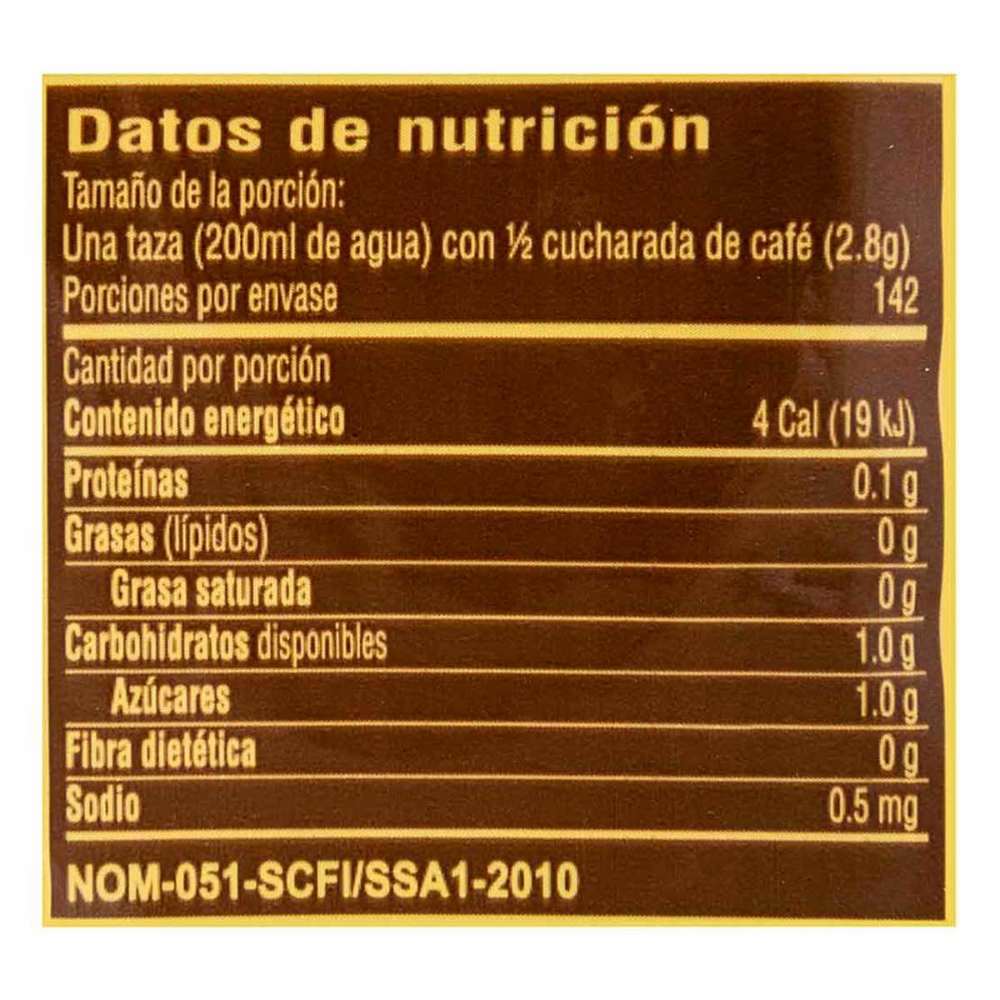 Datos de nutrición
Tamaño de la porción:
Una taza (200ml de agua) con ½ cucharada de café (2.8g)
Porciones por envase 142
Cantidad por porción
Contenido energético 4 Cal (19 kJ)
Proteínas 0.1 g
Grasas (lípidos) 0 g
Grasa saturada 0 g
Carbohidratos disponibles 1.0 g
Azúcares 1.0 g
Fibra dietética 0 g
Sodio 0.5 mg
NOM-051-SCFI/SSA1-2010